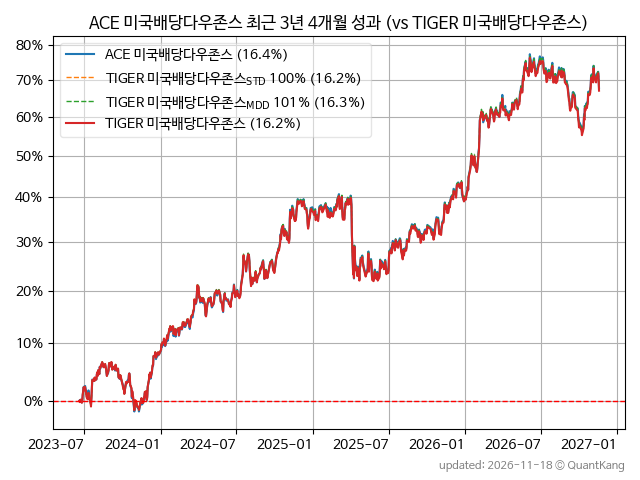 ACE 미국배당다우존스 최근 3년 4개월 성과 (vs TIGER 미국배당다우존스)
80%
70%
60%
50%
40%
30%
20%
10%
0%
ACE 미국배당다우존스 (16.4%)
TIGER 미국배당다우존스STD 100% (16.2%)
TIGER 미국배당다우존스MDD 101% (16.3%)
TIGER 미국배당다우존스 (16.2%)
2023-07 2024-01 2024-07 2025-01 2025-07 2026-01 2026-07 2027-01
updated: 2026-11-18 © QuantKang